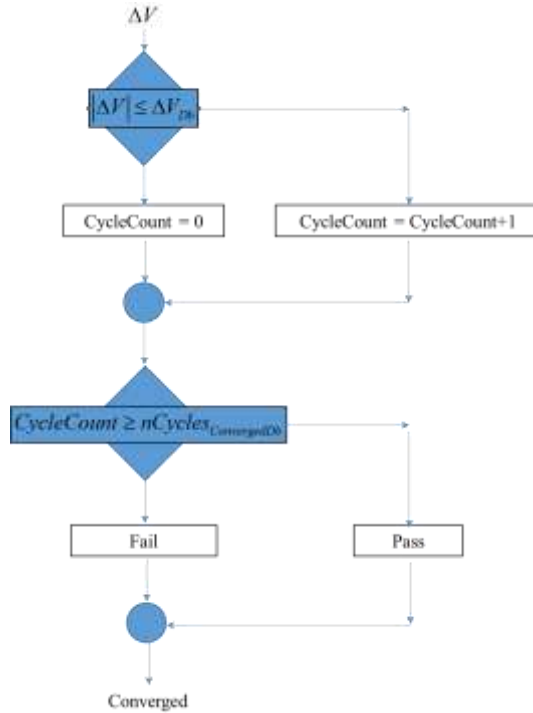 ΔV
|ΔV| ≤ ΔV_Db
CycleCount = 0
CycleCount = CycleCount+1
CycleCount ≥ nCycles_ConvergedDb
Fail
Pass
Converged